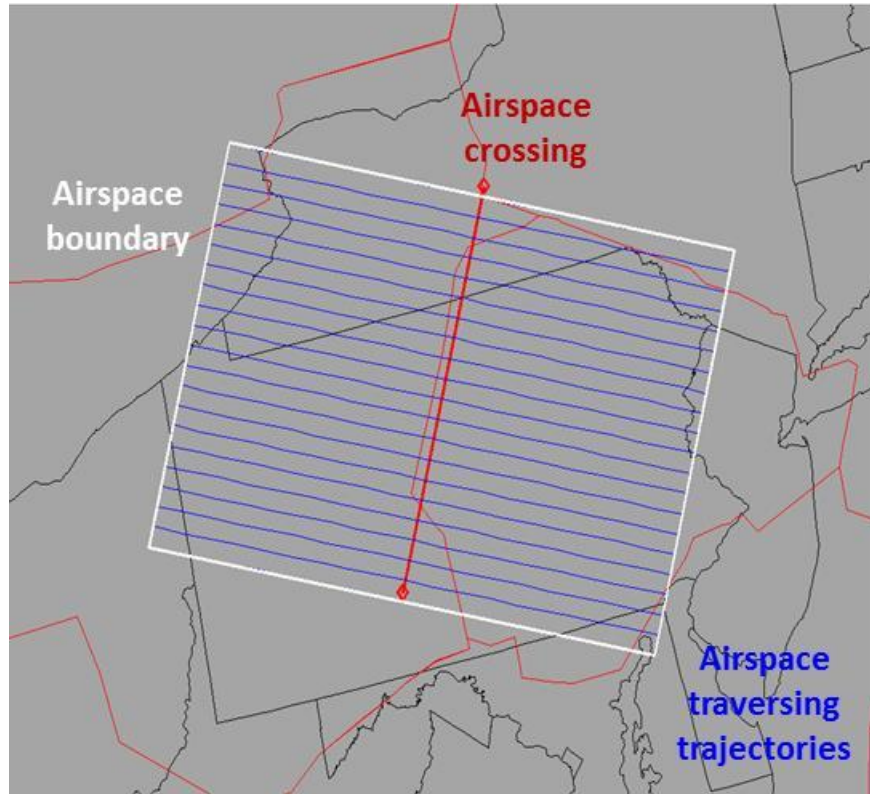 Airspace
crossing
Airspace
boundary
Airspace
traversing
trajectories